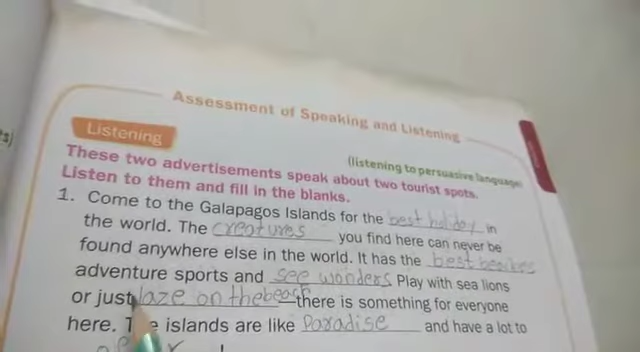 Assessment of Speaking and Listening
Listening
(listening to persuasive language)
These two advertisements speak about two tourist spots.
Listen to them and fill in the blanks.
1. Come to the Galapagos Islands for the best holiday in
the world. The creatures you find here can never be
found anywhere else in the world. It has the best beaches
adventure sports and see wonders Play with sea lions
or just laze on the beach there is something for everyone
here. The islands are like Paradise and have a lot to